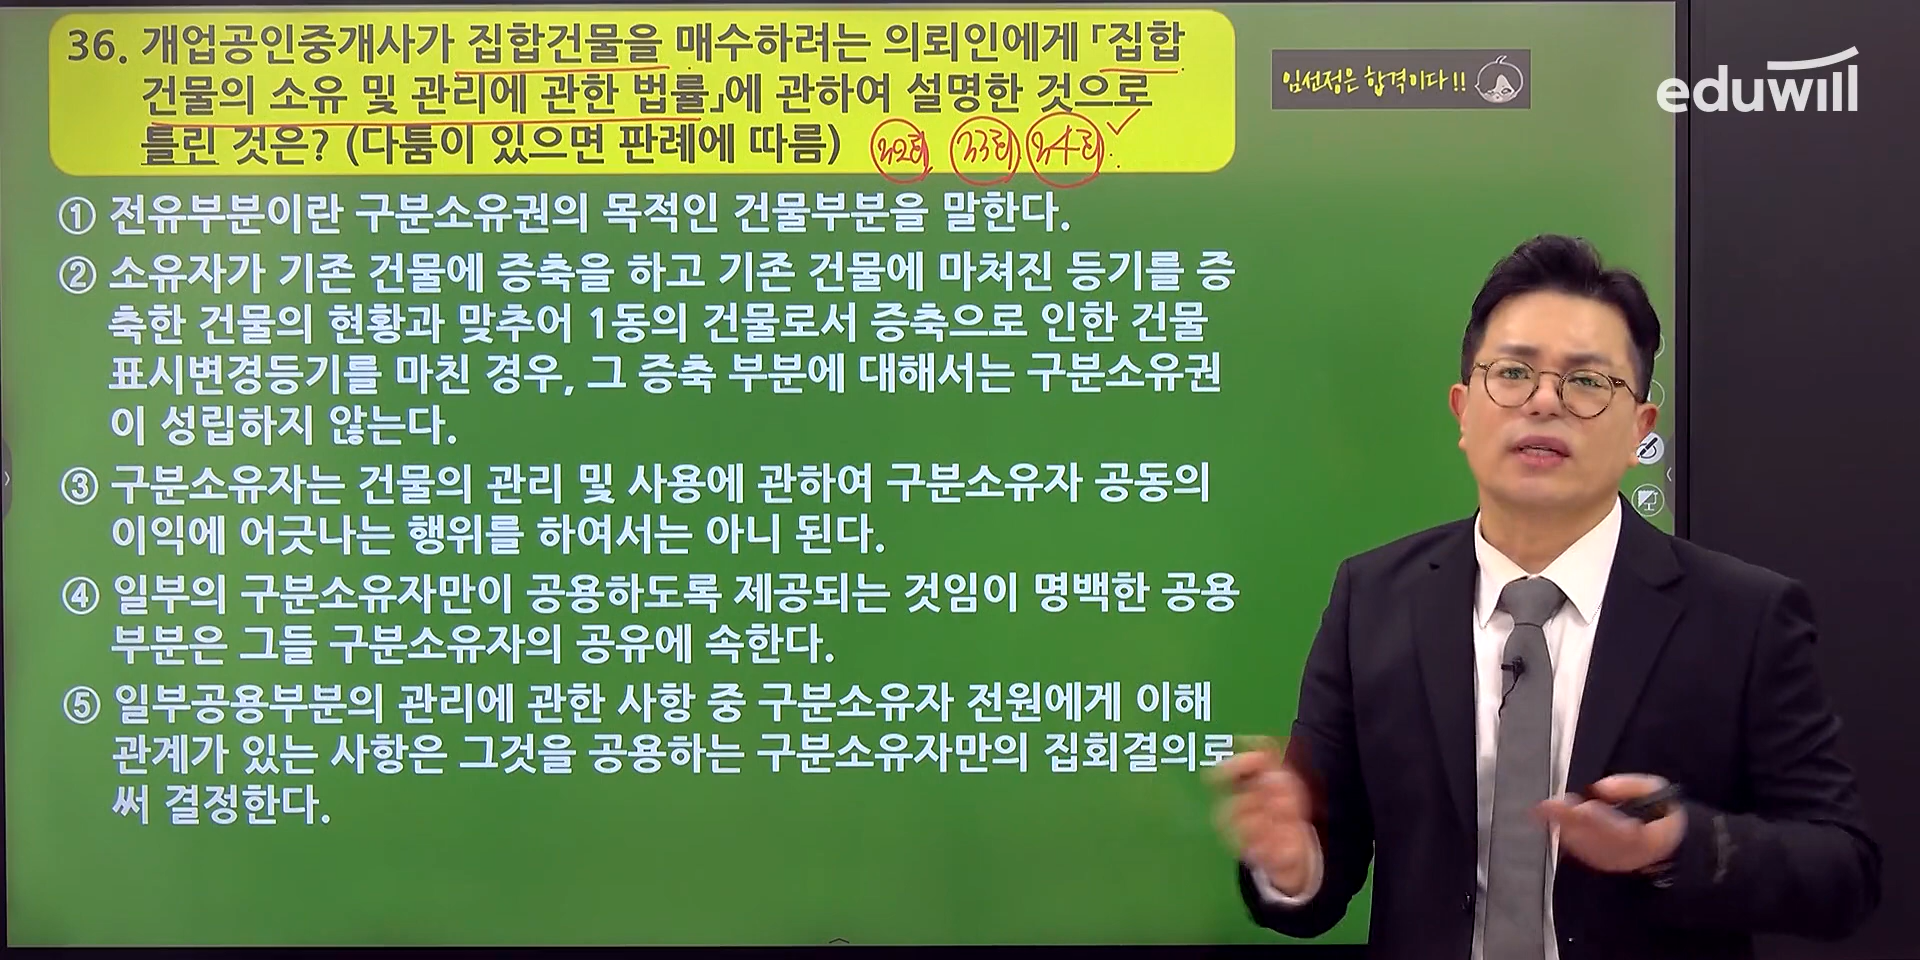 36. 개업공인중개사가 집합건물을 매수하려는 의뢰인에게 「집합
건물의 소유 및 관리에 관한 법률」에 관하여 설명한 것으로
틀린 것은? (다툼이 있으면 판례에 따름) 32회 33회 34회
① 전유부분이란 구분소유권의 목적인 건물부분을 말한다.
② 소유자가 기존 건물에 증축을 하고 기존 건물에 마쳐진 등기를 증
축한 건물의 현황과 맞추어 1동의 건물로서 증축으로 인한 건물
표시변경등기를 마친 경우, 그 증축 부분에 대해서는 구분소유권
이 성립하지 않는다.
③ 구분소유자는 건물의 관리 및 사용에 관하여 구분소유자 공동의
이익에 어긋나는 행위를 하여서는 아니 된다.
④ 일부의 구분소유자만이 공용하도록 제공되는 것임이 명백한 공용
부분은 그들 구분소유자의 공유에 속한다.
⑤ 일부공용부분의 관리에 관한 사항 중 구분소유자 전원에게 이해
관계가 있는 사항은 그것을 공용하는 구분소유자만의 집회결의로
써 결정한다.
임선정은 합격이다!!
eduwill